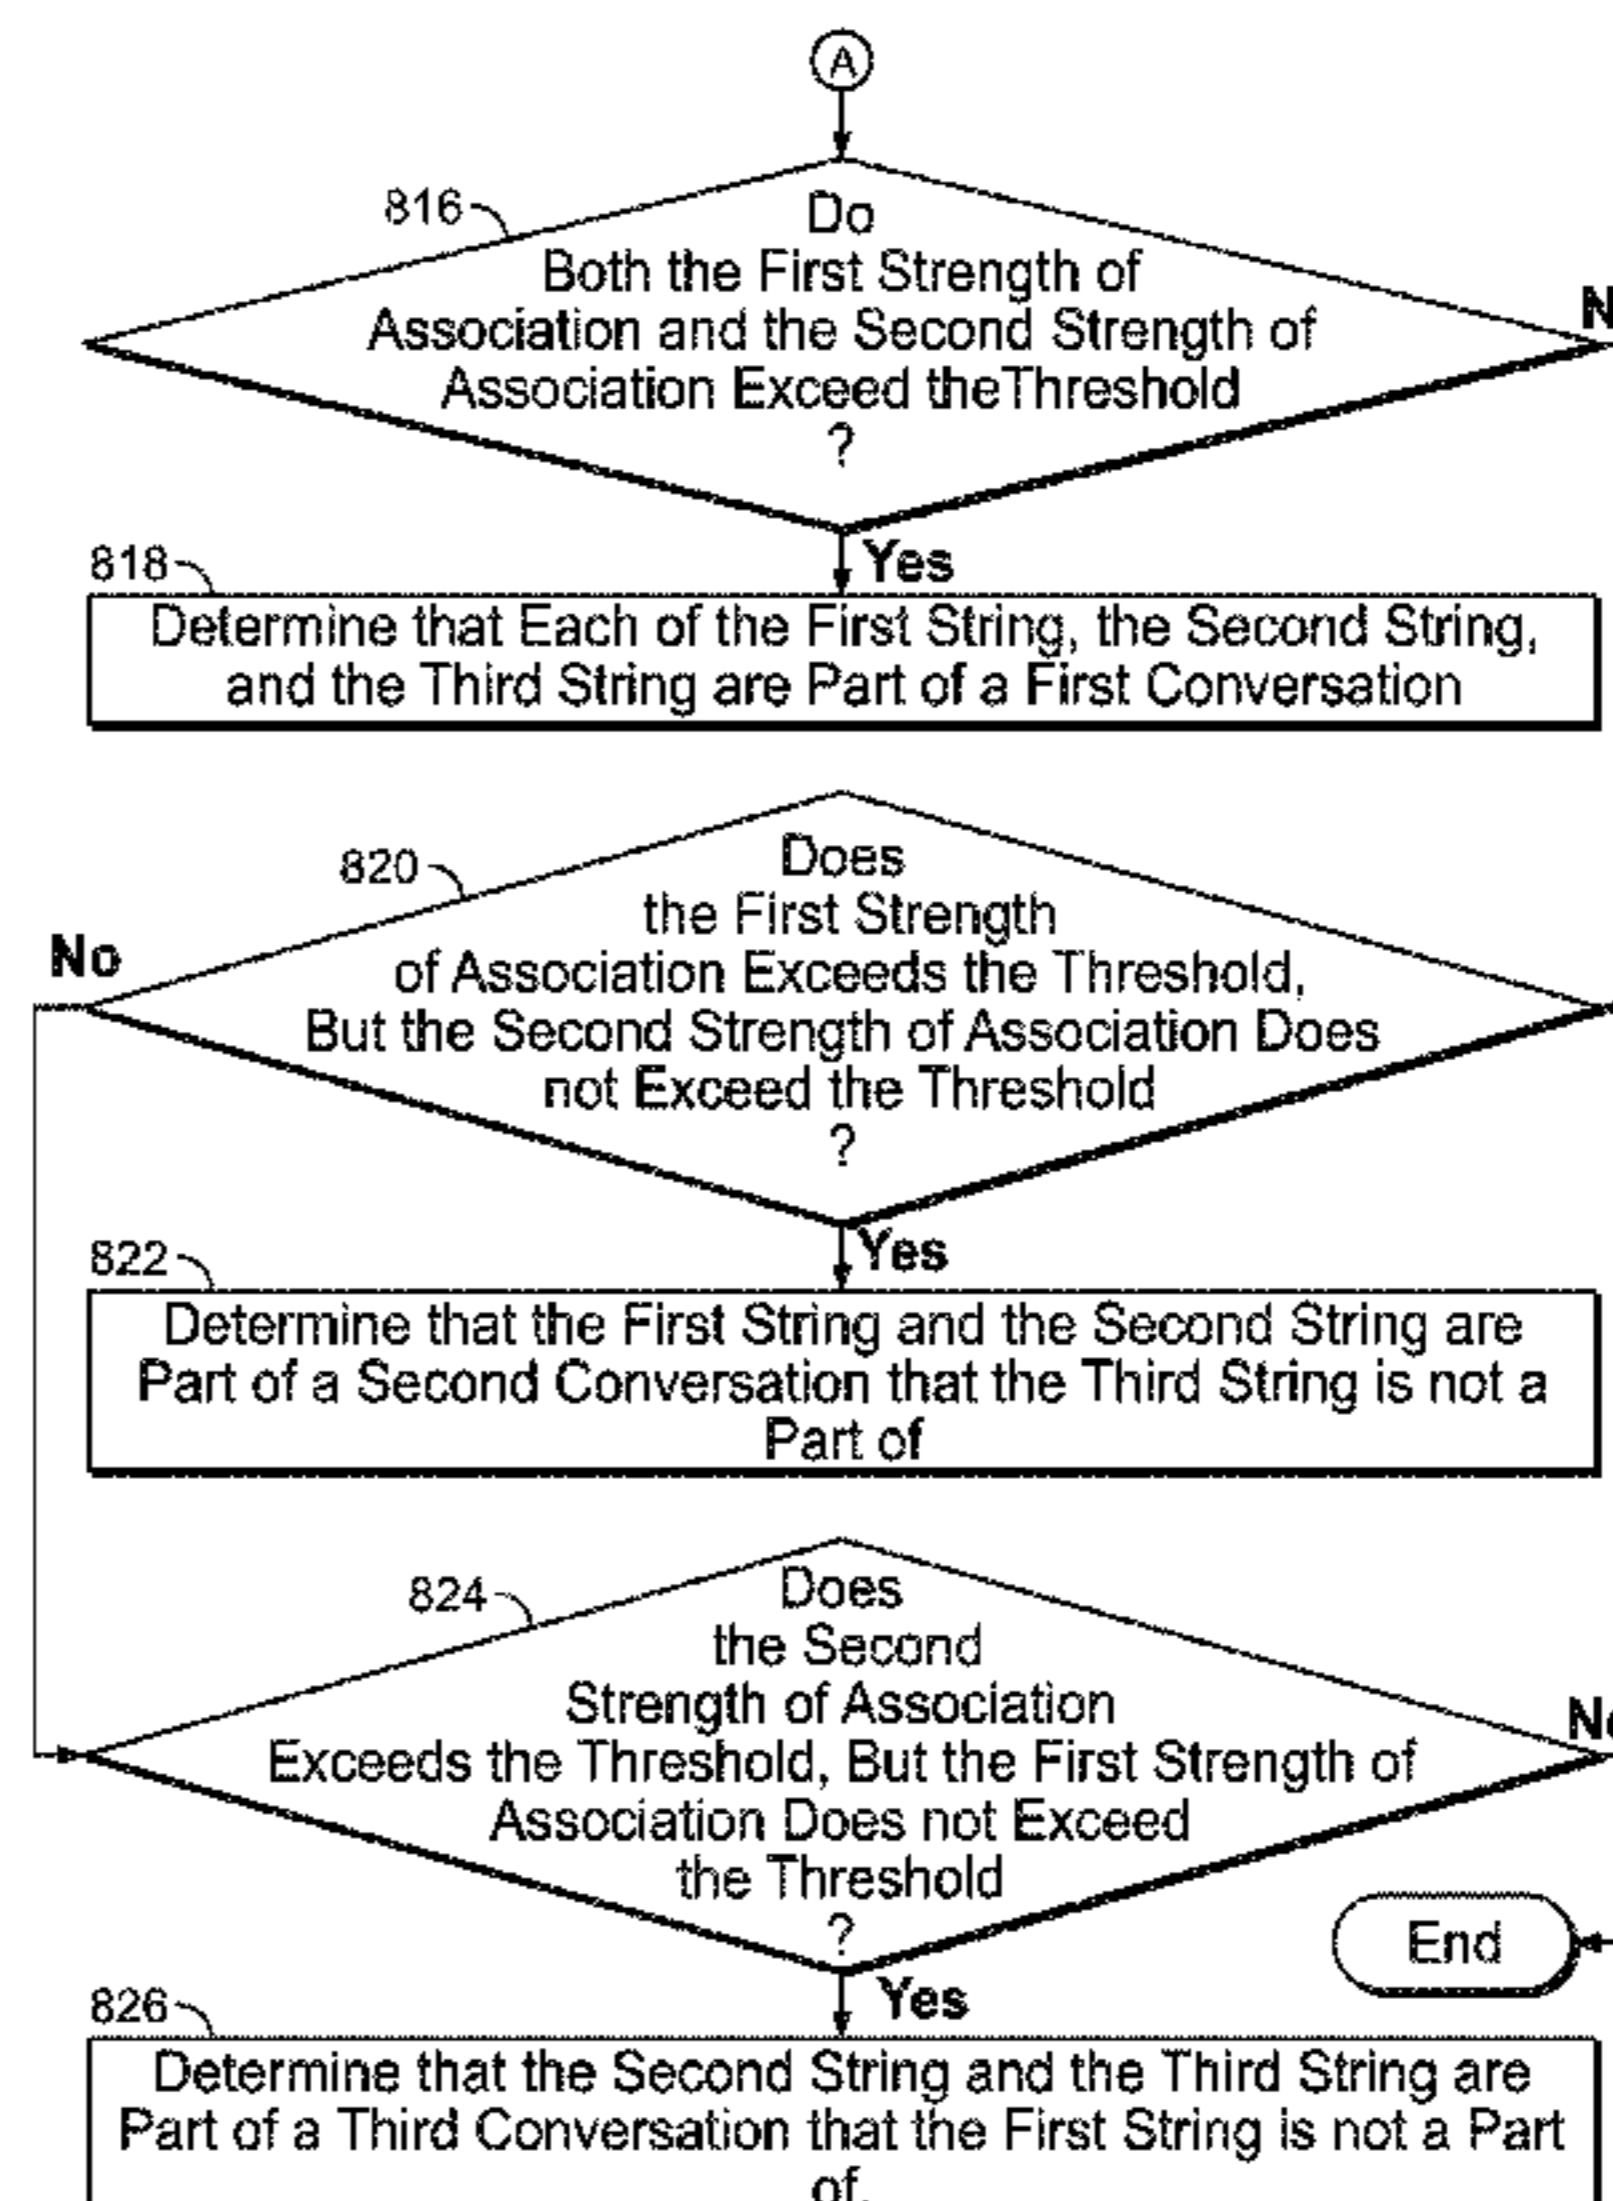 A
816
Do
Both the First Strength of
Association and the Second Strength of
Association Exceed theThreshold
?
Yes
818
Determine that Each of the First String, the Second String,
and the Third String are Part of a First Conversation
820
Does
the First Strength
of Association Exceeds the Threshold,
But the Second Strength of Association Does
not Exceed the Threshold
?
No
Yes
822
Determine that the First String and the Second String are
Part of a Second Conversation that the Third String is not a
Part of
824
Does
the Second
Strength of Association
Exceeds the Threshold, But the First Strength of
Association Does not Exceed
the Threshold
?
End
Yes
826
Determine that the Second String and the Third String are
Part of a Third Conversation that the First String is not a Part
of.